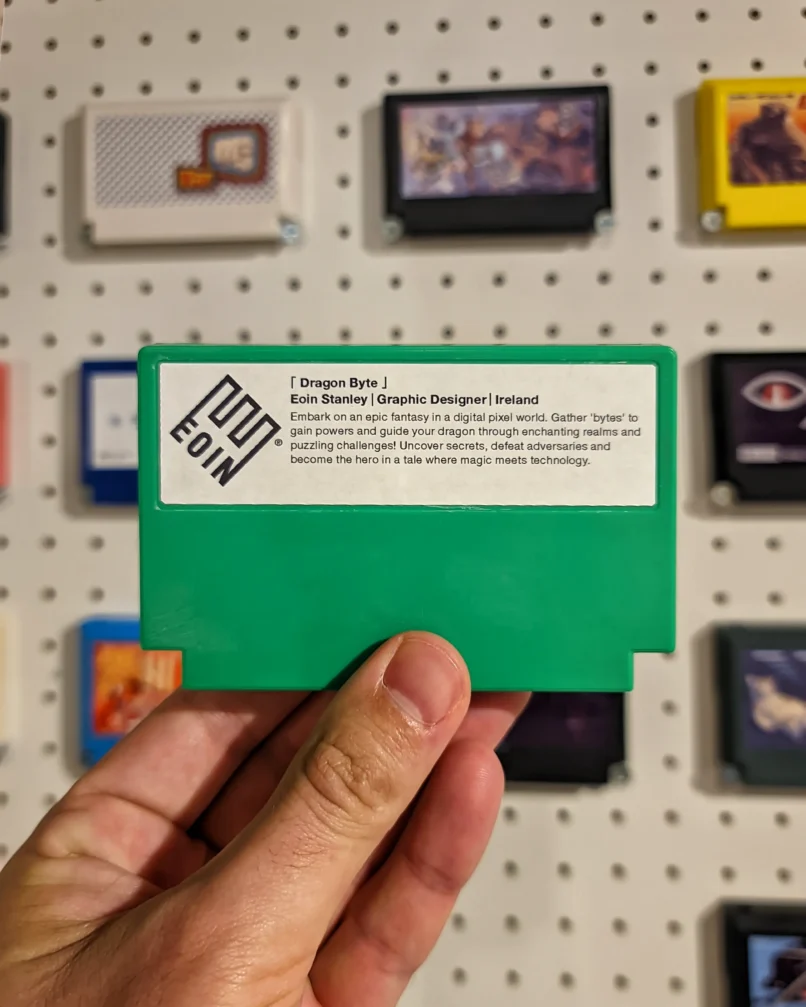 「 Dragon Byte 」
Eoin Stanley | Graphic Designer | Ireland
Embark on an epic fantasy in a digital pixel world. Gather 'bytes' to
gain powers and guide your dragon through enchanting realms and
puzzling challenges! Uncover secrets, defeat adversaries and
become the hero in a tale where magic meets technology.
EOIN
®